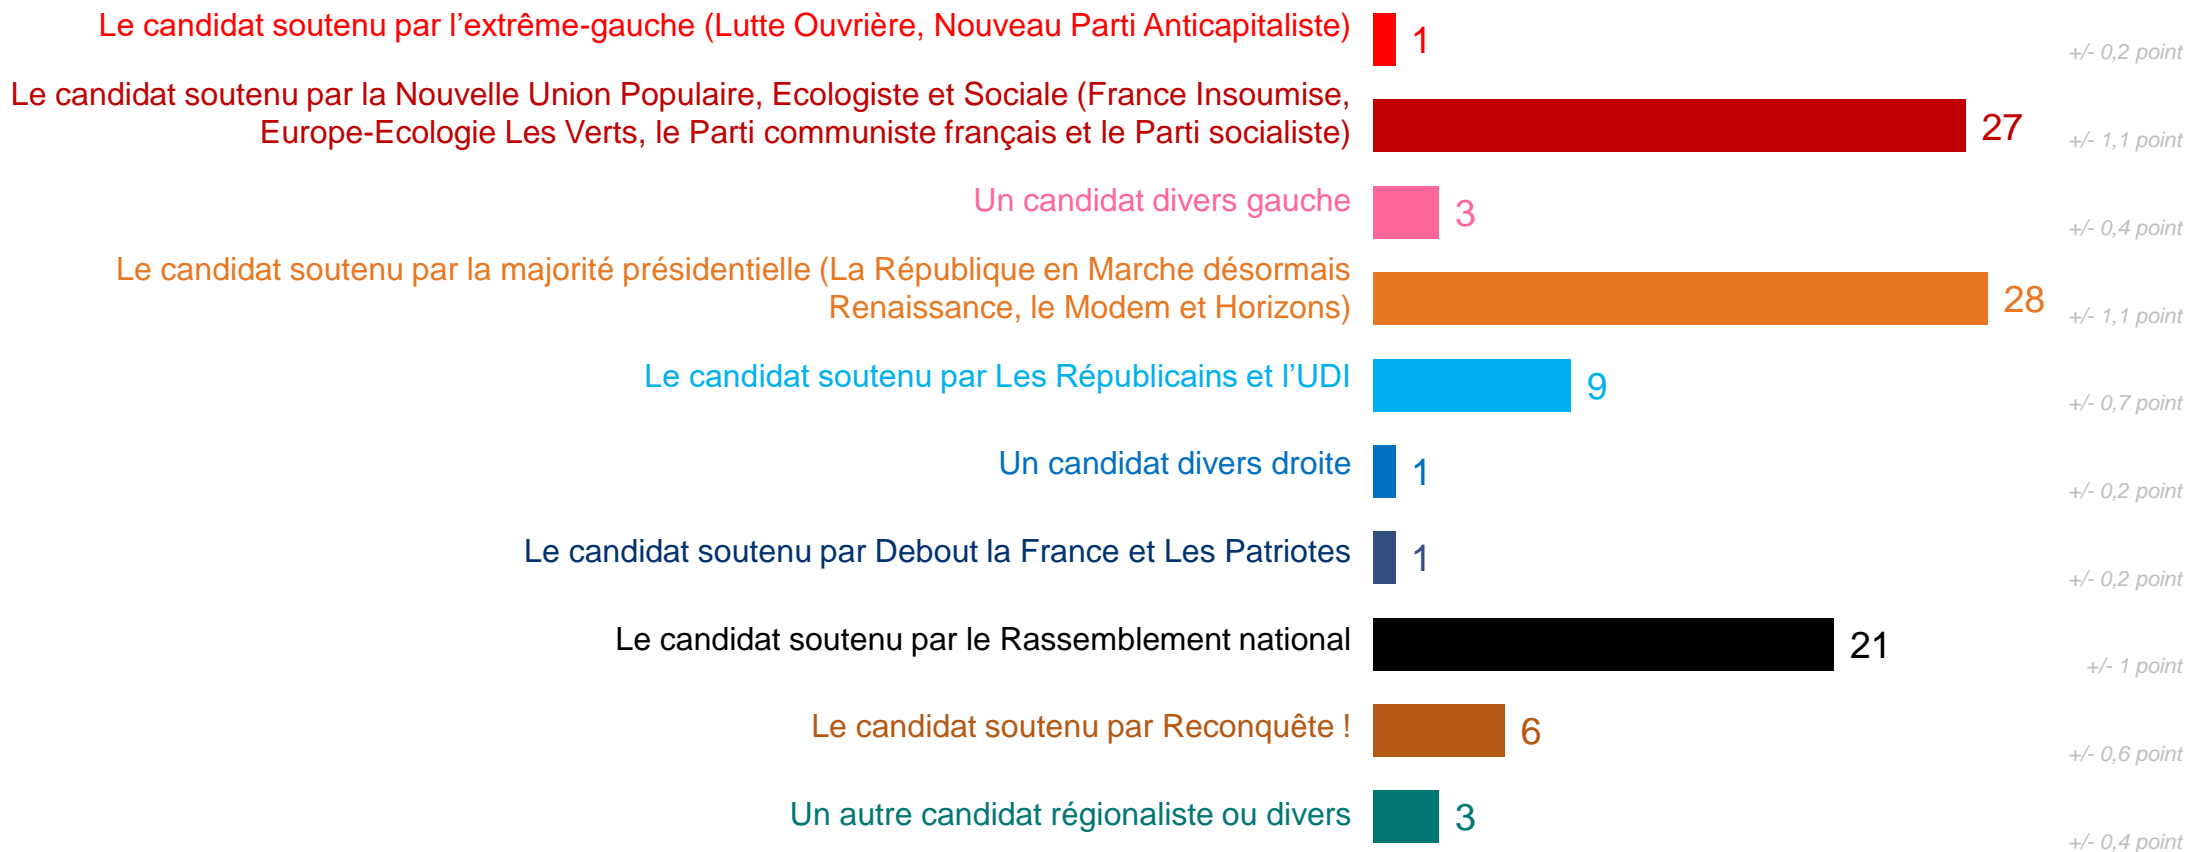 Le candidat soutenu par l’extrême-gauche (Lutte Ouvrière, Nouveau Parti Anticapitaliste) 1 +/- 0,2 point
Le candidat soutenu par la Nouvelle Union Populaire, Ecologiste et Sociale (France Insoumise,
Europe-Ecologie Les Verts, le Parti communiste français et le Parti socialiste) 27 +/- 1,1 point
Un candidat divers gauche 3 +/- 0,4 point
Le candidat soutenu par la majorité présidentielle (La République en Marche désormais
Renaissance, le Modem et Horizons) 28 +/- 1,1 point
Le candidat soutenu par Les Républicains et l’UDI 9 +/- 0,7 point
Un candidat divers droite 1 +/- 0,2 point
Le candidat soutenu par Debout la France et Les Patriotes 1 +/- 0,2 point
Le candidat soutenu par le Rassemblement national 21 +/- 1 point
Le candidat soutenu par Reconquête ! 6 +/- 0,6 point
Un autre candidat régionaliste ou divers 3 +/- 0,4 point